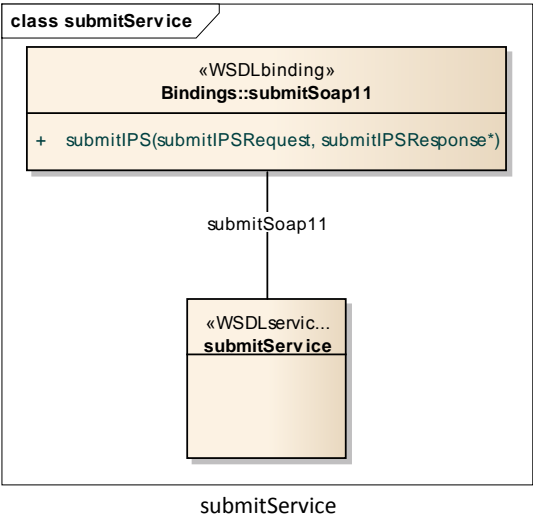 class submitService
«WSDLbinding»
Bindings::submitSoap11
+ submitIPS(submitIPSRequest, submitIPSResponse*)
submitSoap11
«WSDLservic...
submitService
submitService